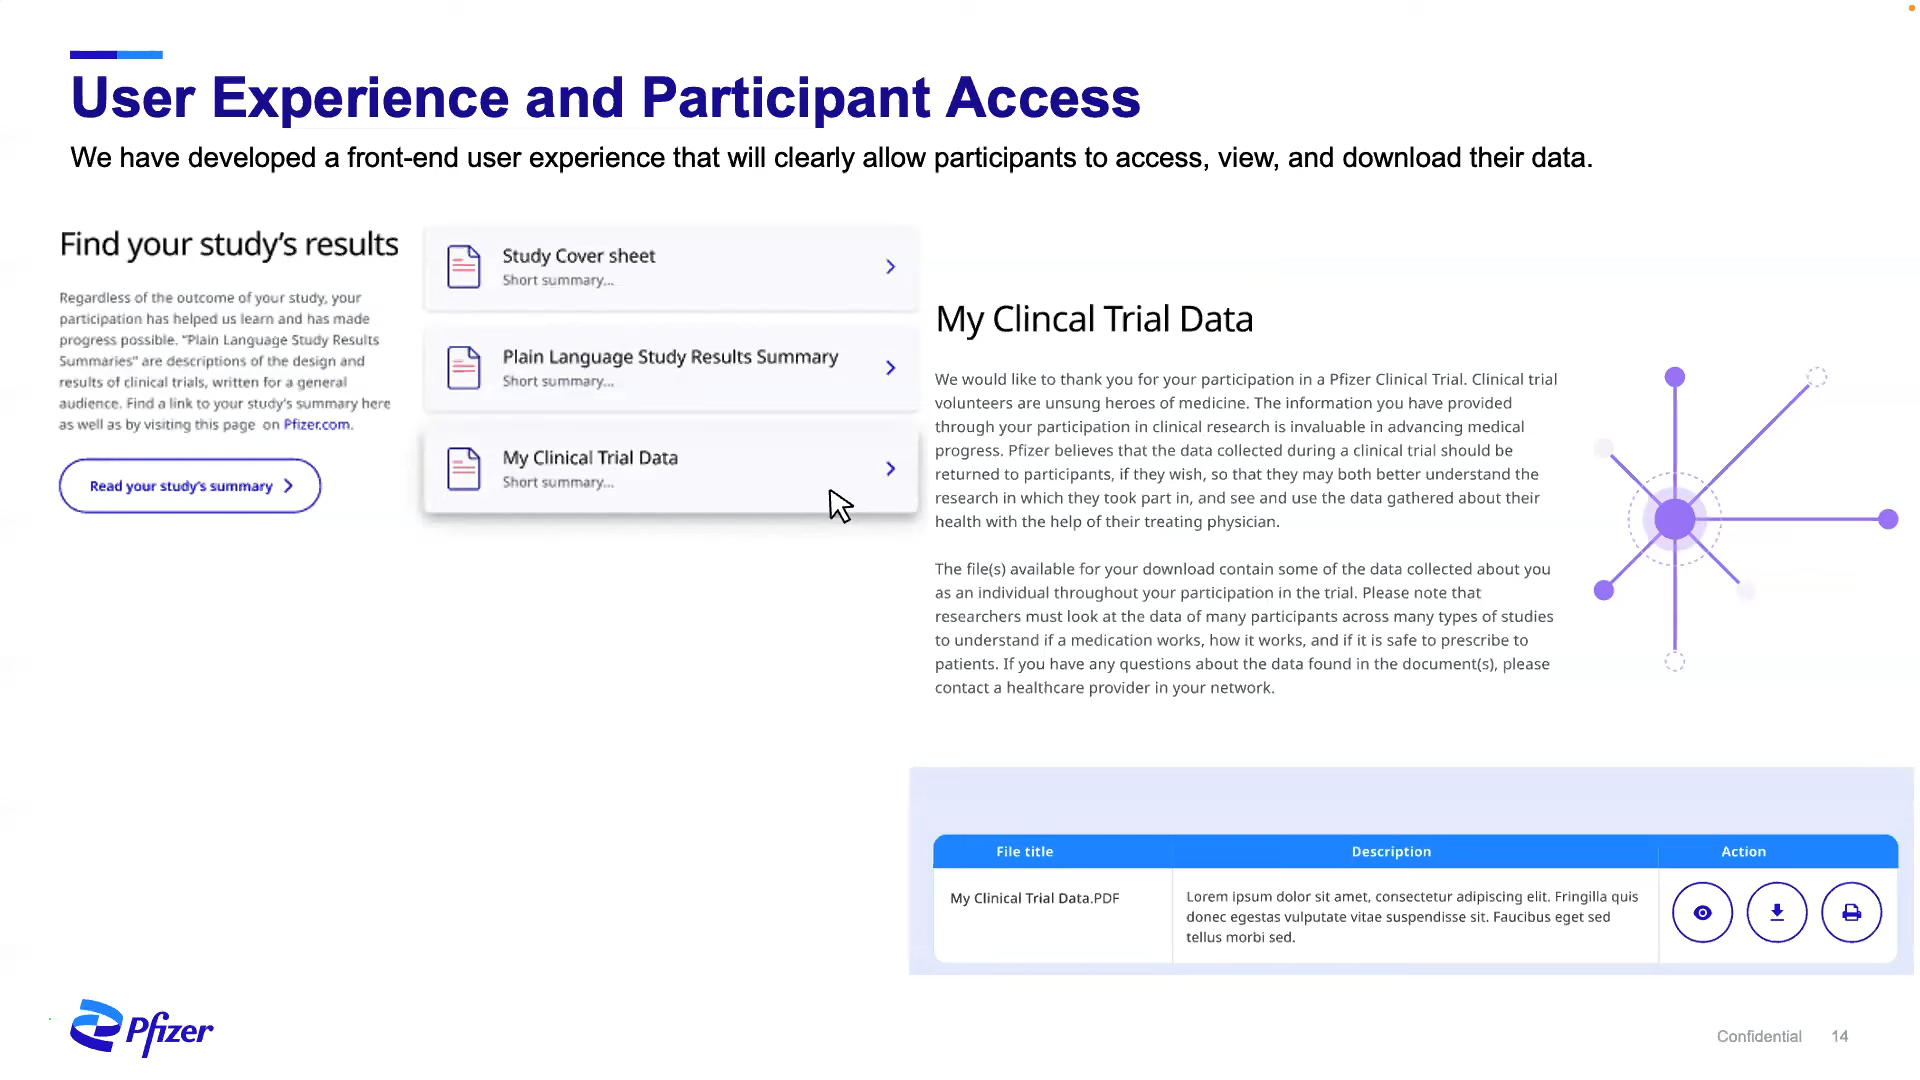 User Experience and Participant Access
We have developed a front-end user experience that will clearly allow participants to access, view, and download their data.
Find your study's results
Regardless of the outcome of your study, your
participation has helped us learn and has made
progress possible. "Plain Language Study Results
Summaries" are descriptions of the design and
results of clinical trials, written for a general
audience. Find a link to your study's summary here
as well as by visiting this page on Pfizer.com.
Read your study's summary
Study Cover sheet
Short summary...
Plain Language Study Results Summary
Short summary...
My Clinical Trial Data
Short summary...
My Clincal Trial Data
We would like to thank you for your participation in a Pfizer Clinical Trial. Clinical trial
volunteers are unsung heroes of medicine. The information you have provided
through your participation in clinical research is invaluable in advancing medical
progress. Pfizer believes that the data collected during a clinical trial should be
returned to participants, if they wish, so that they may both better understand the
research in which they took part in, and see and use the data gathered about their
health with the help of their treating physician.
The file(s) available for your download contain some of the data collected about you
as an individual throughout your participation in the trial. Please note that
researchers must look at the data of many participants across many types of studies
to understand if a medication works, how it works, and if it is safe to prescribe to
patients. If you have any questions about the data found in the document(s), please
contact a healthcare provider in your network.
File title
Description
Action
My Clinical Trial Data.PDF
Lorem ipsum dolor sit amet, consectetur adipiscing elit. Fringilla quis
donec egestas vulputate vitae suspendisse sit. Faucibus eget sed
tellus morbi sed.
Pfizer
Confidential
14